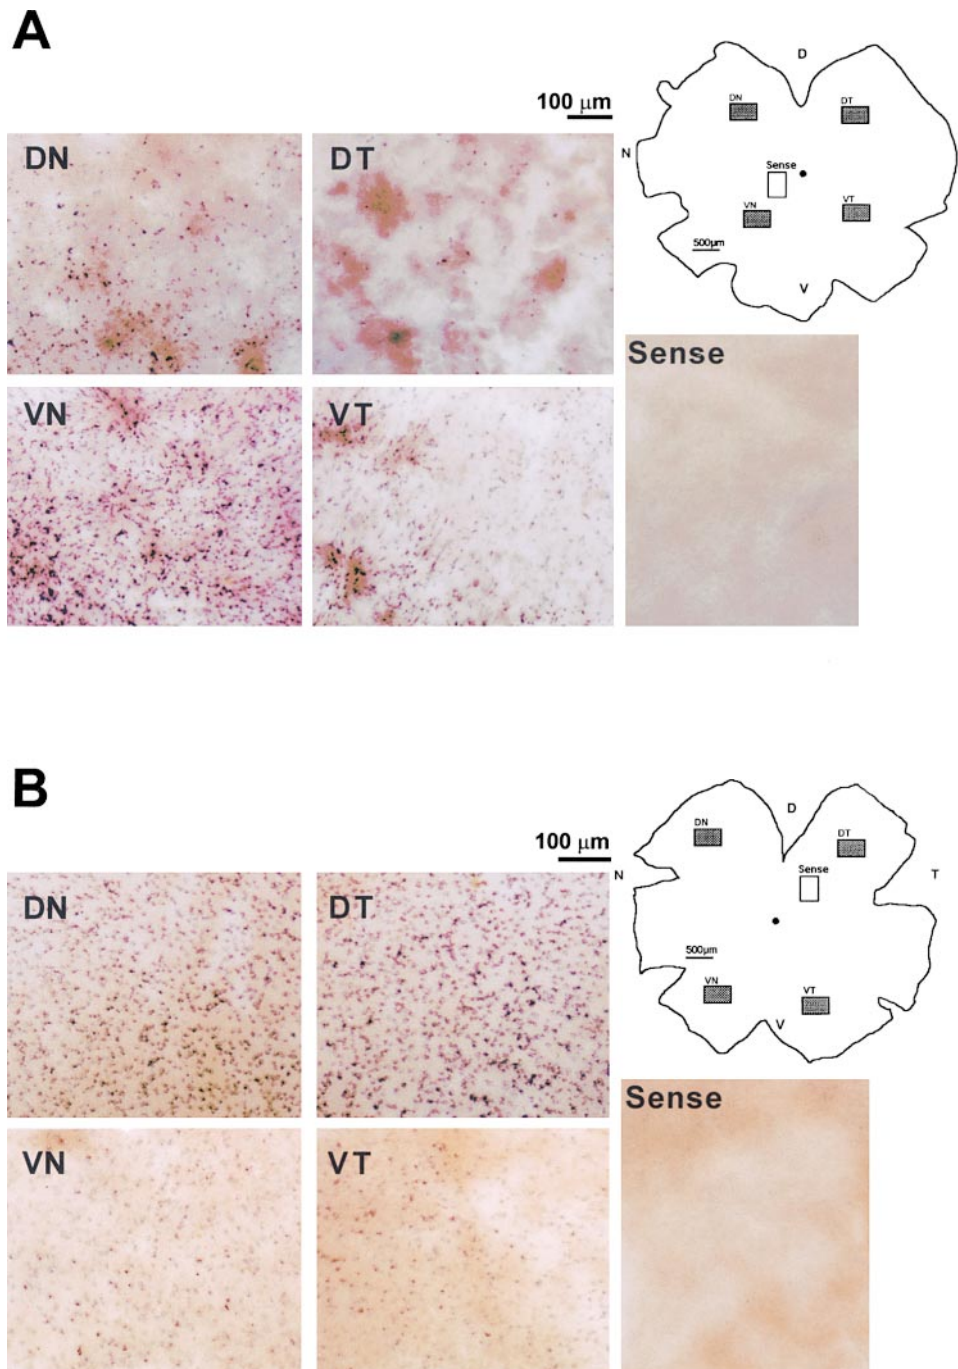 A
100 μm
DN
DT
D
DN
DT
N
Sense
VN
VT
500μm
V
VN
VT
Sense
B
100 μm
DN
DT
D
DN
DT
N
T
Sense
500μm
VN
VT
V
VN
VT
Sense